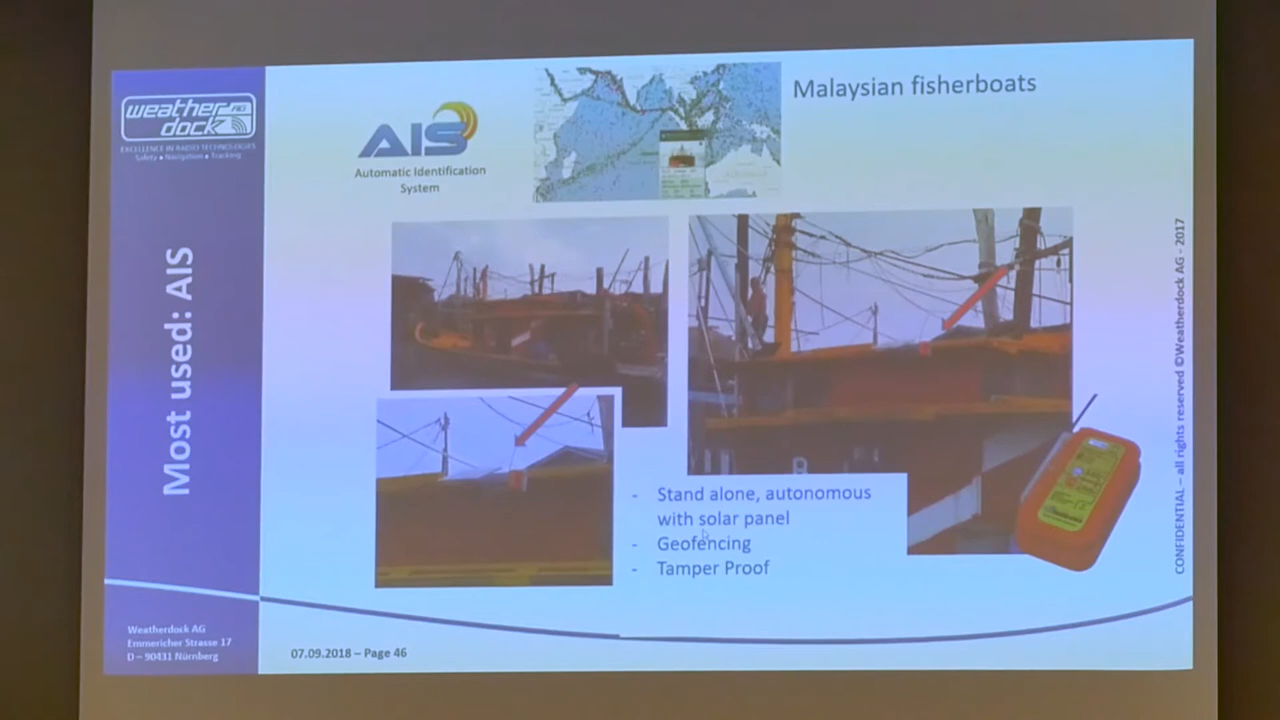 weather AG
dock
EXCELLENCE IN RADIO TECHNOLOGIES
Safety ● Navigation ● Tracking
Most used: AIS
Weatherdock AG
Emmericher Strasse 17
D – 90431 Nürnberg
AIS
Automatic Identification
System
Malaysian fisherboats
- Stand alone, autonomous
with solar panel
- Geofencing
- Tamper Proof
07.09.2018 – Page 46
CONFIDENTIAL – all rights reserved ©Weatherdock AG - 2017